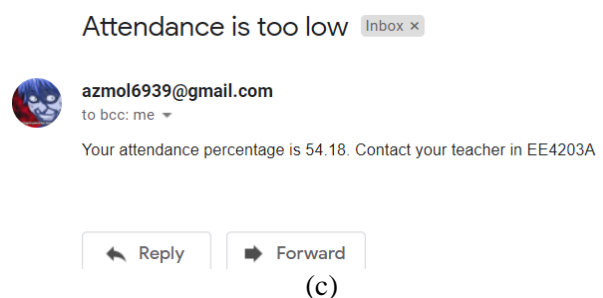 Attendance is too low Inbox ×
azmol6939@gmail.com
to bcc: me
Your attendance percentage is 54.18. Contact your teacher in EE4203A
Reply Forward
(c)